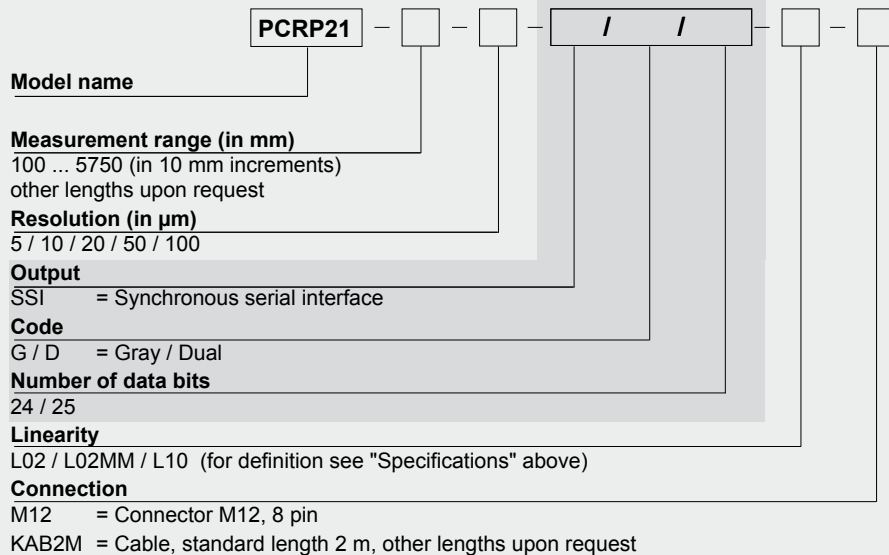 PCRP21 – – – / / – –
Model name
Measurement range (in mm)
100 ... 5750 (in 10 mm increments)
other lengths upon request
Resolution (in µm)
5 / 10 / 20 / 50 / 100
Output
SSI = Synchronous serial interface
Code
G / D = Gray / Dual
Number of data bits
24 / 25
Linearity
L02 / L02MM / L10 (for definition see "Specifications" above)
Connection
M12 = Connector M12, 8 pin
KAB2M = Cable, standard length 2 m, other lengths upon request